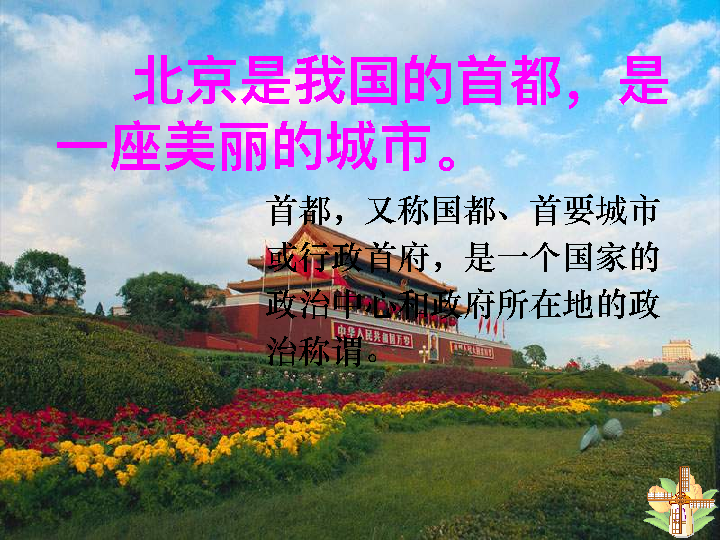 北京是我国的首都，是
一座美丽的城市。
首都，又称国都、首要城市
或行政首府，是一个国家的
政治中心和政府所在地的政
治称谓。
中华人民共和国万岁